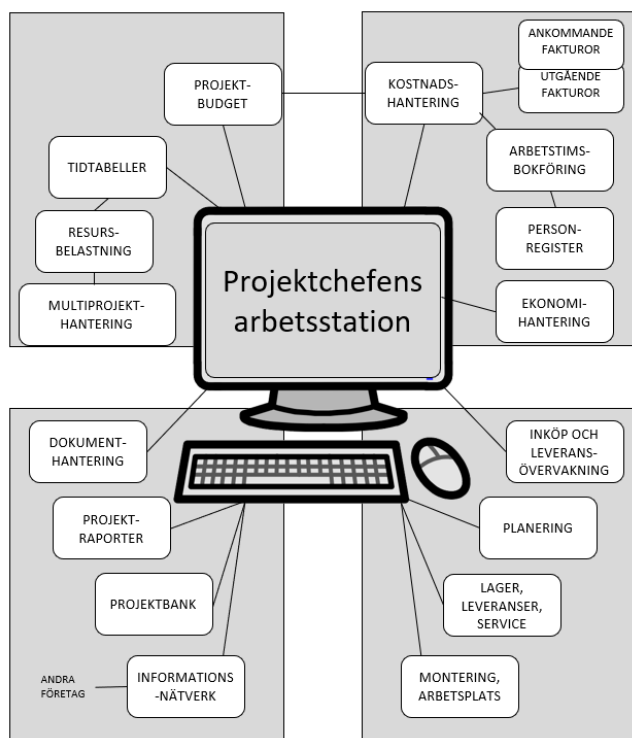 ANKOMMANDE
FAKTUROR
UTGÅENDE
FAKTUROR
PROJEKT-
BUDGET
KOSTNADS-
HANTERING
TIDTABELLER
ARBETSTIMS-
BOKFÖRING
RESURS-
BELASTNING
PERSON-
REGISTER
MULTIPROJEKT-
HANTERING
Projektchefens
arbetsstation
EKONOMI-
HANTERING
DOKUMENT-
HANTERING
INKÖP OCH
LEVERANS-
ÖVERVAKNING
PROJEKT-
RAPORTER
PLANERING
PROJEKTBANK
LAGER,
LEVERANSER,
SERVICE
ANDRA
FÖRETAG
INFORMATIONS
-NÄTVERK
MONTERING,
ARBETSPLATS